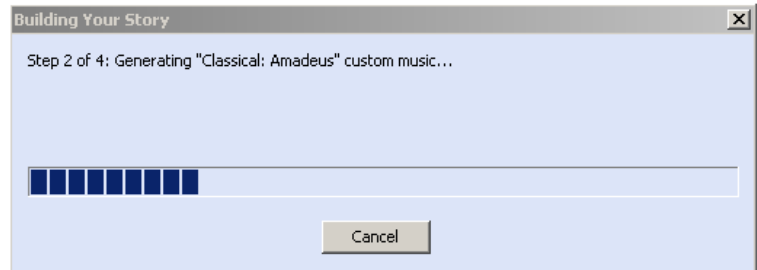 Building Your Story
Step 2 of 4: Generating "Classical: Amadeus" custom music...
Cancel